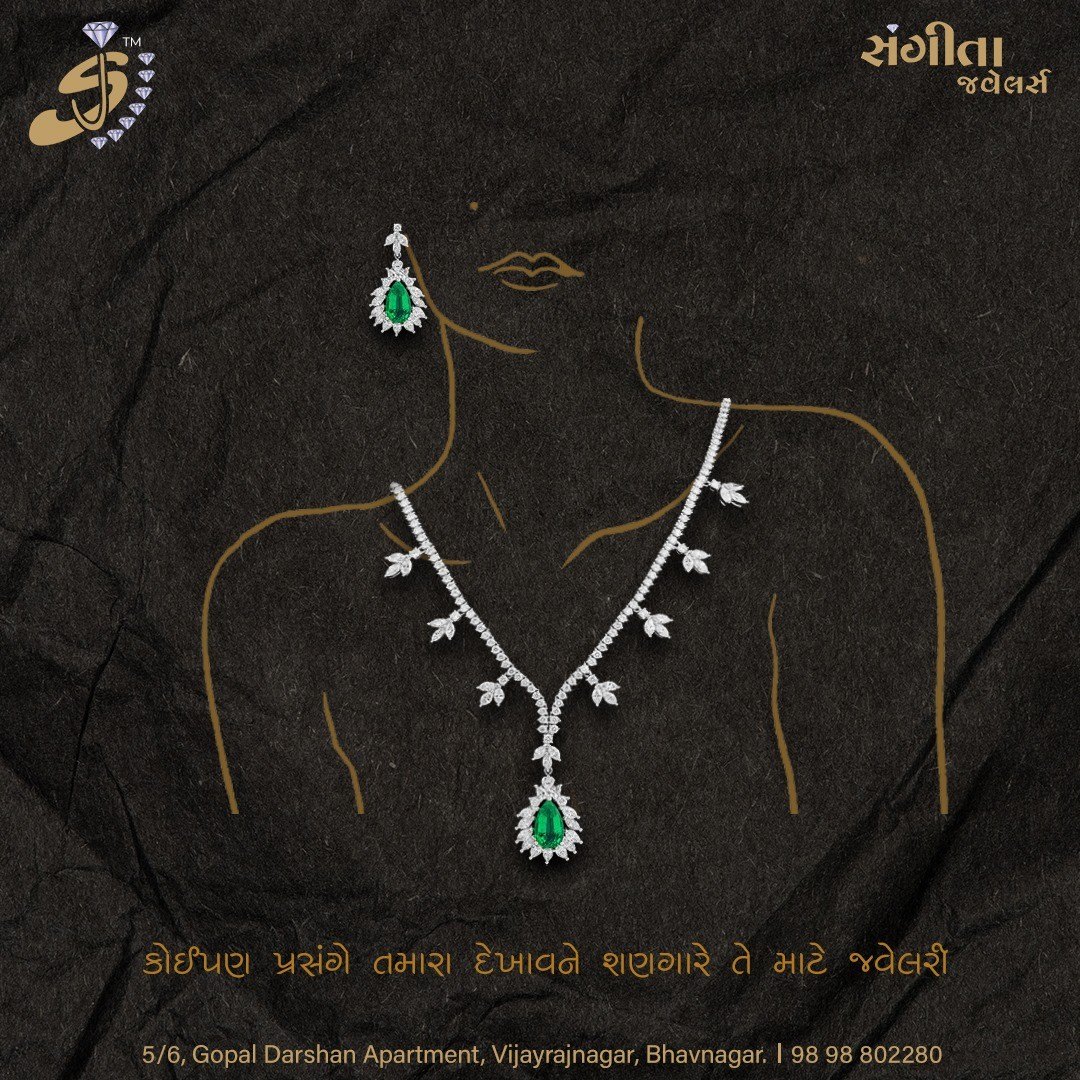 SJ TM
સંગીતા
જવેલર્સ
કોઈપણ પ્રસંગે તમારા દેખાવને શણગારે તે માટે જવેલરી
5/6, Gopal Darshan Apartment, Vijayrajnagar, Bhavnagar. | 98 98 802280